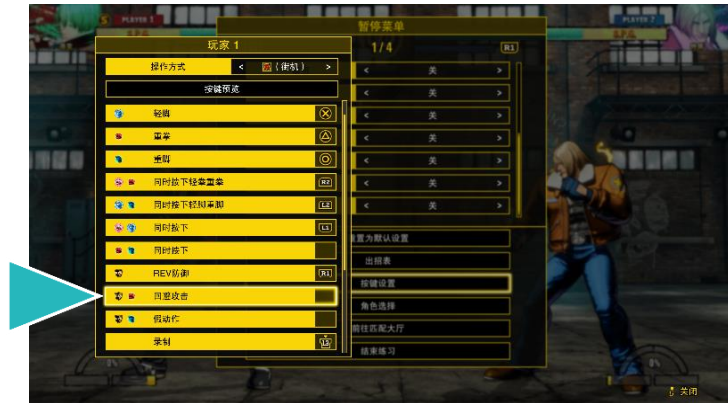 PLAYER 1
PLAYER 2
S.P.G.
S.P.G.
暂停菜单
玩家 1
1/4
R1
操作方式 < (街机) >
按键预览
< 关 >
< 关 >
< 关 >
< 关 >
< 关 >
< 关 >
< 关 >
轻脚
重拳
重脚
同时按下轻拳重拳 R2
同时按下轻脚重脚 L2
同时按下 L1
同时按下
REV防御 R1
回避攻击
假动作
录制 LS
置为默认设置
出招表
按键设置
角色选择
前往匹配大厅
结束练习
0%
关闭